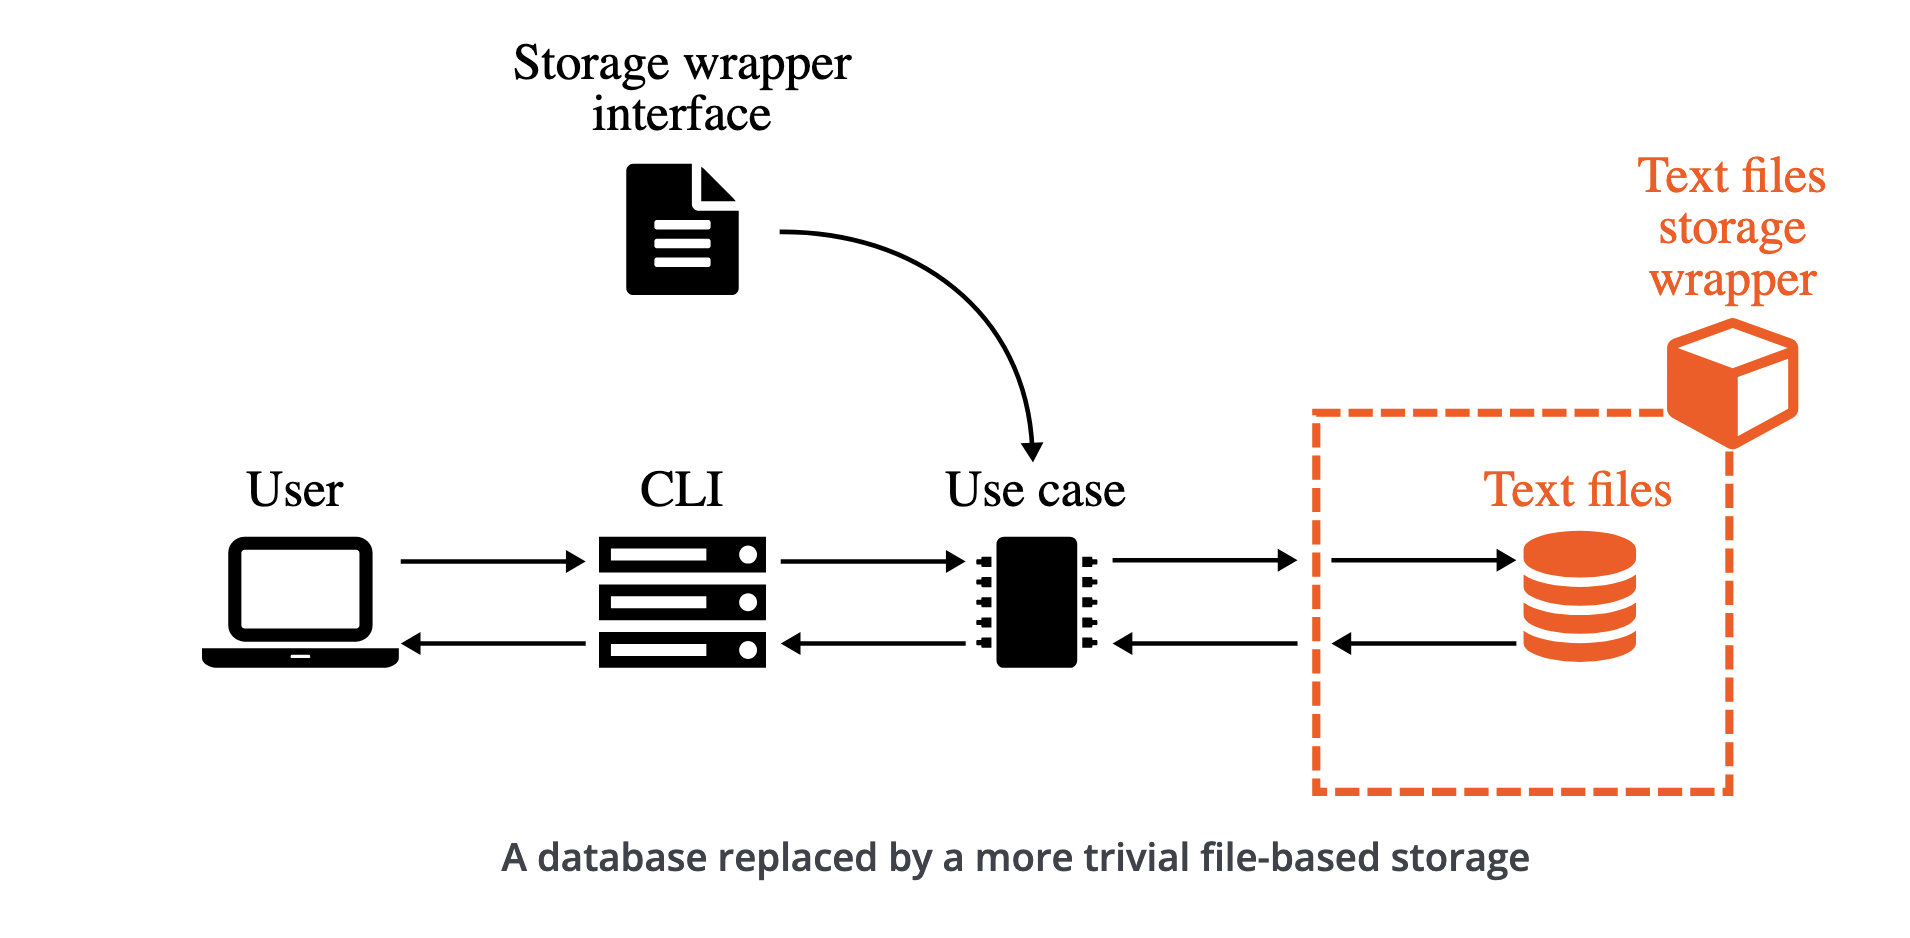 Storage wrapper
interface
Text files
storage
wrapper
User
CLI
Use case
Text files
A database replaced by a more trivial file-based storage